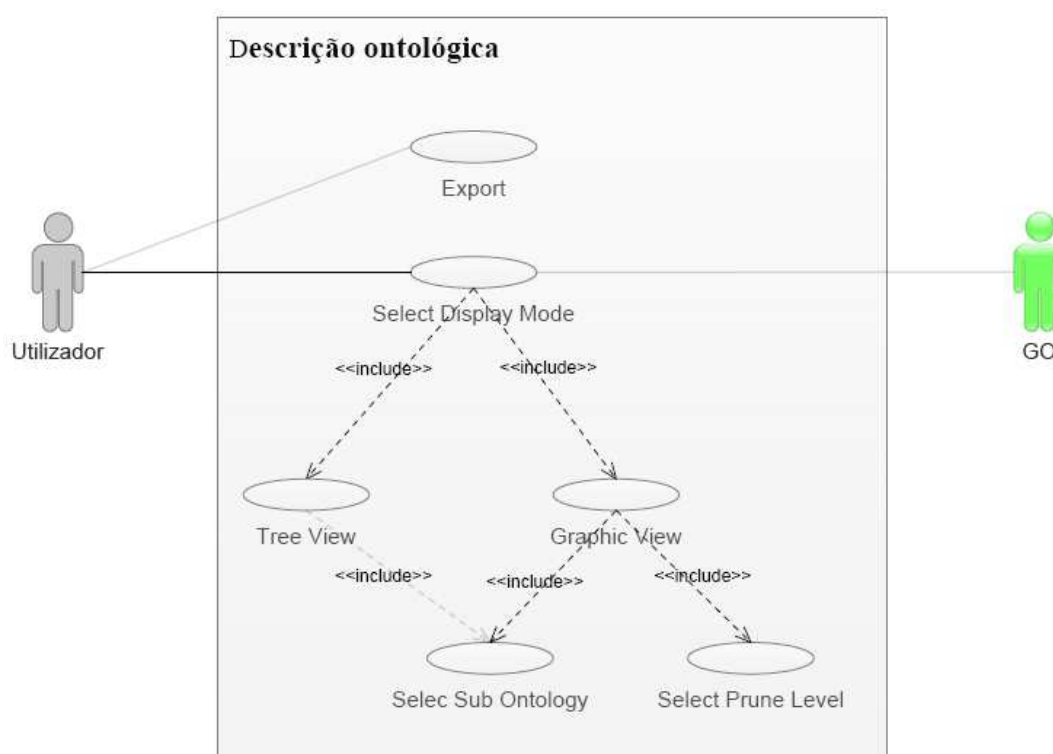 Descrição ontológica
Export
Select Display Mode
Utilizador
GO
<<include>>
<<include>>
Tree View
Graphic View
<<include>>
<<include>>
<<include>>
Selec Sub Ontology
Select Prune Level